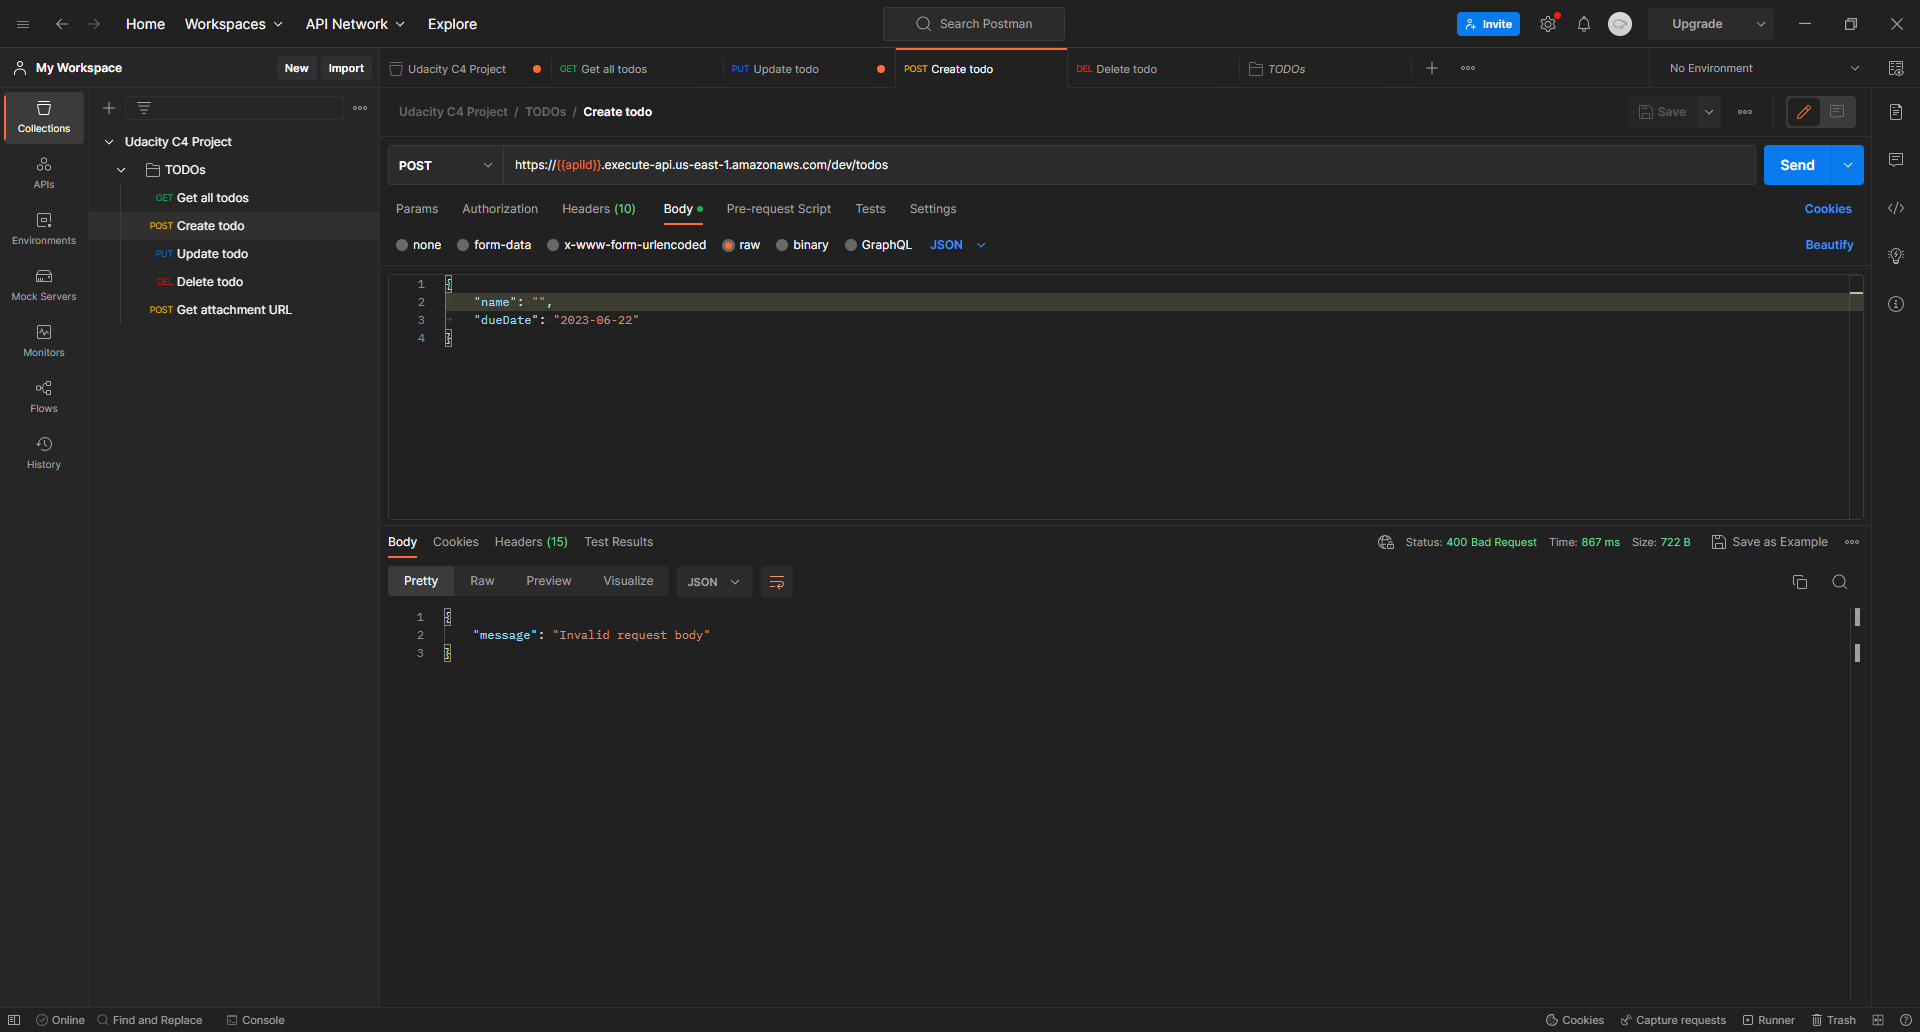 Home Workspaces API Network Explore Search Postman Invite Upgrade
My Workspace New Import Udacity C4 Project GET Get all todos PUT Update todo POST Create todo DEL Delete todo TODOs No Environment
Collections
APIs
Environments
Mock Servers
Monitors
Flows
History
Udacity C4 Project
TODOs
GET Get all todos
POST Create todo
PUT Update todo
DEL Delete todo
POST Get attachment URL
Udacity C4 Project / TODOs / Create todo Save
POST https://{{apiId}}.execute-api.us-east-1.amazonaws.com/dev/todos Send
Params Authorization Headers (10) Body Pre-request Script Tests Settings Cookies
none form-data x-www-form-urlencoded raw binary GraphQL JSON Beautify
1 {
2 "name": "",
3 "dueDate": "2023-06-22"
4 }
Body Cookies Headers (15) Test Results Status: 400 Bad Request Time: 867 ms Size: 722 B Save as Example
Pretty Raw Preview Visualize JSON
1 {
2 "message": "Invalid request body"
3 }
Online Find and Replace Console Cookies Capture requests Runner Trash